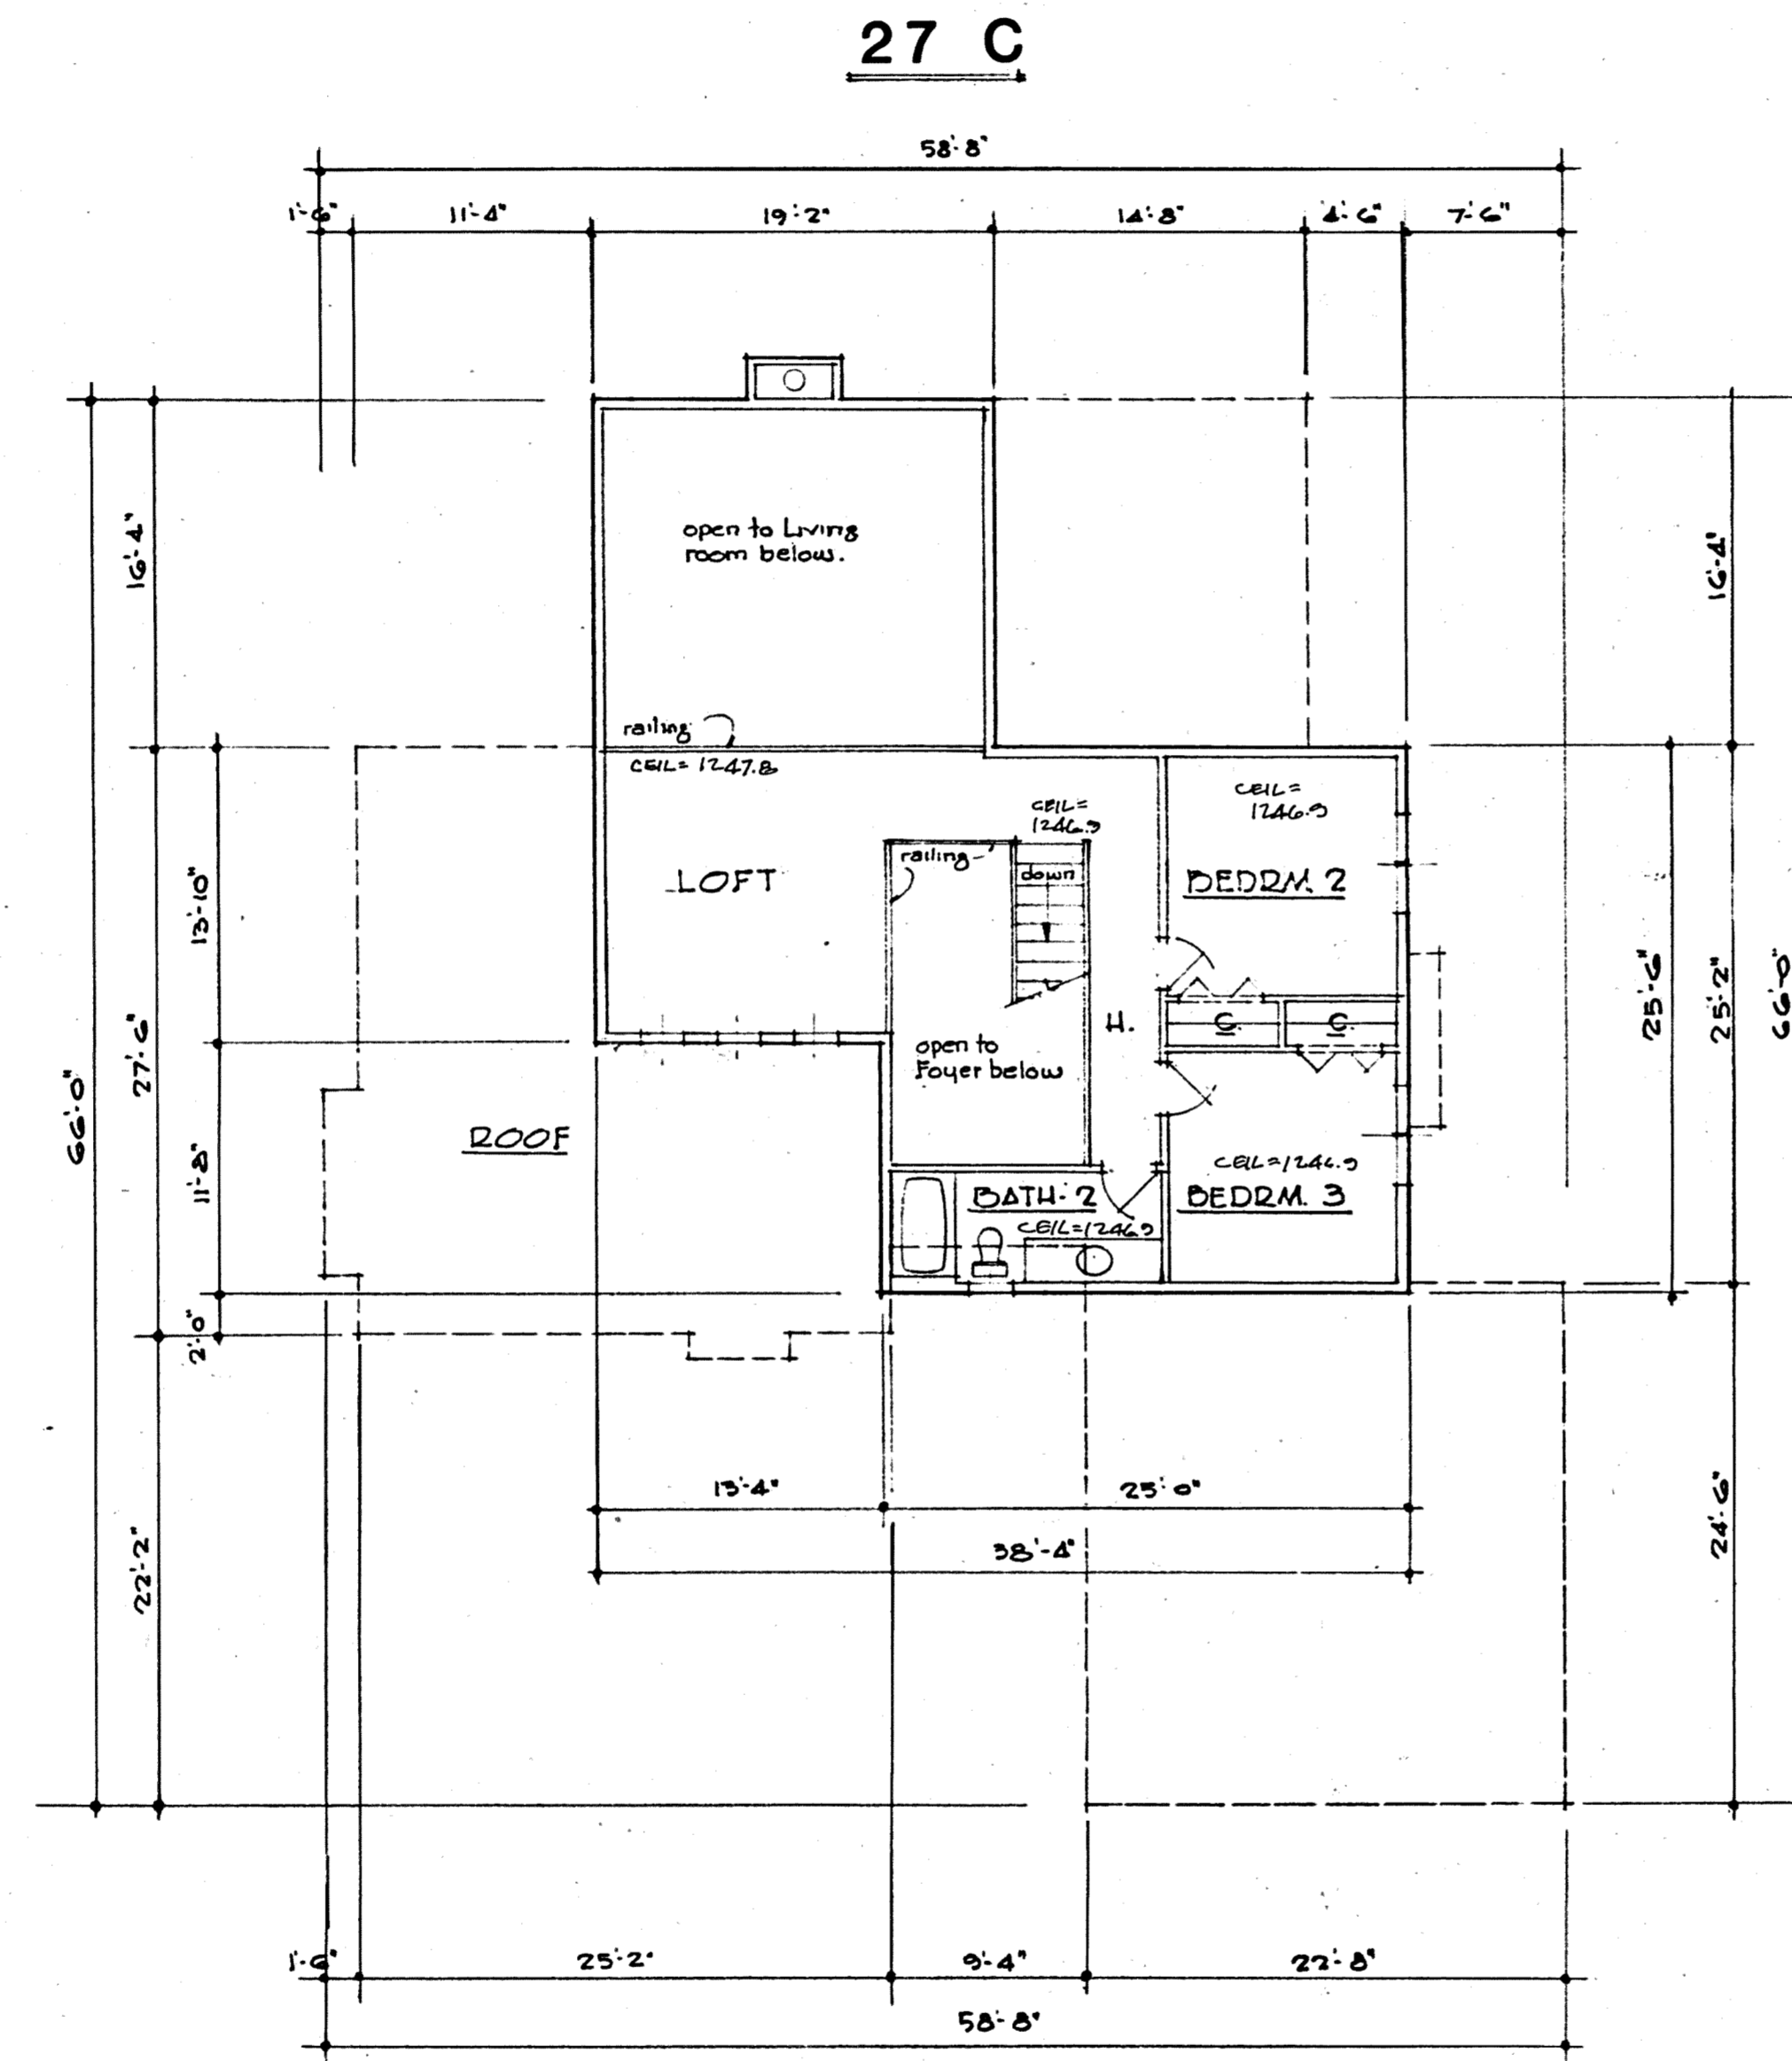 27 C
58'-8"
1'-6"
11'-4"
19'-2"
14'-8"
4'-6"
7'-6"
open to Living
room below.
16'-4"
16'-4"
railing
CEIL= 1247.8
CEIL=
1246.9
CEIL=
1246.9
railing
down
LOFT
BEDRM. 2
13'-10"
25'-6"
25'-2"
66'-0"
C.
C.
H.
open to
Foyer below
27'-6"
66'-0"
ROOF
11'-8"
CEIL=1246.9
BATH. 2
BEDRM. 3
CEIL=1246.9
2'-0"
13'-4"
25'-0"
38'-4"
22'-2"
24'-6"
1'-6"
25'-2"
9'-4"
22'-8"
58'-8"